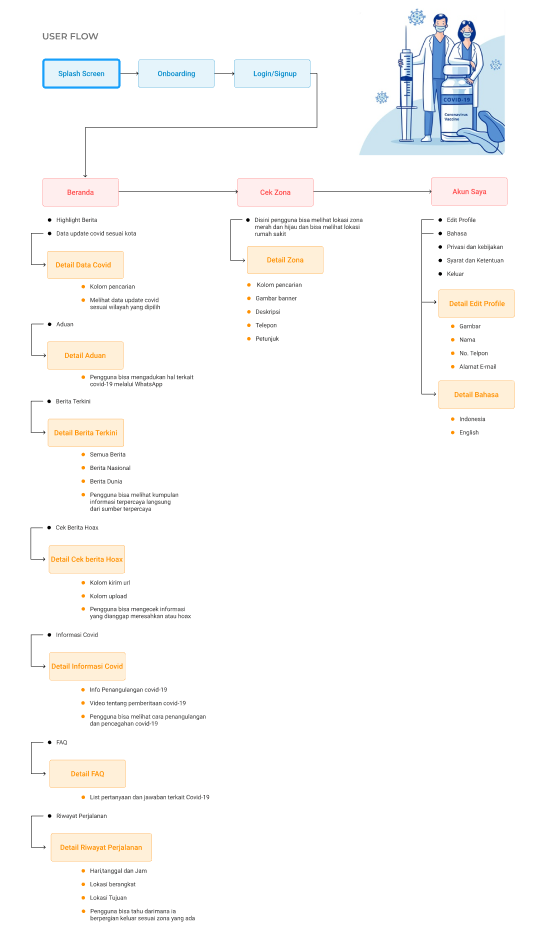 USER FLOW
Splash Screen
Onboarding
Login/Signup
COVID-19
Coronavirus
Vaccine
Beranda
Cek Zona
Akun Saya
Highlight Berita
Data update covid sesuai kota
Detail Data Covid
Kolom pencarian
Melihat data update covid
sesuai wilayah yang dipilih
Aduan
Detail Aduan
Pengguna bisa mengadukan hal terkait
covid-19 melalui WhatsApp
Berita Terkini
Detail Berita Terkini
Semua Berita
Berita Nasional
Berita Dunia
Pengguna bisa melihat kumpulan
informasi terpercaya langsung
dari sumber terpercaya
Cek Berita Hoax
Detail Cek berita Hoax
Kolom kirim url
Kolom upload
Pengguna bisa mengecek informasi
yang dianggap meresahkan atau hoax
Informasi Covid
Detail Informasi Covid
Info Penangulangan covid-19
Video tentang pemberitaan covid-19
Pengguna bisa melihat cara penangulangan
dan pencegahan covid-19
FAQ
Detail FAQ
List pertanyaan dan jawaban terkait Covid-19
Riwayat Perjalanan
Detail Riwayat Perjalanan
Hari,tanggal dan Jam
Lokasi berangkat
Lokasi Tujuan
Pengguna bisa tahu darimana ia
berpergian keluar sesuai zona yang ada
Disini pengguna bisa melihat lokasi zona
merah dan hijau dan bisa melihat lokasi
rumah sakit
Detail Zona
Kolom pencarian
Gambar banner
Deskripsi
Telepon
Petunjuk
Edit Profile
Bahasa
Privasi dan kebijakan
Syarat dan Ketentuan
Keluar
Detail Edit Profile
Gambar
Nama
No. Telpon
Alamat E-mail
Detail Bahasa
Indonesia
English